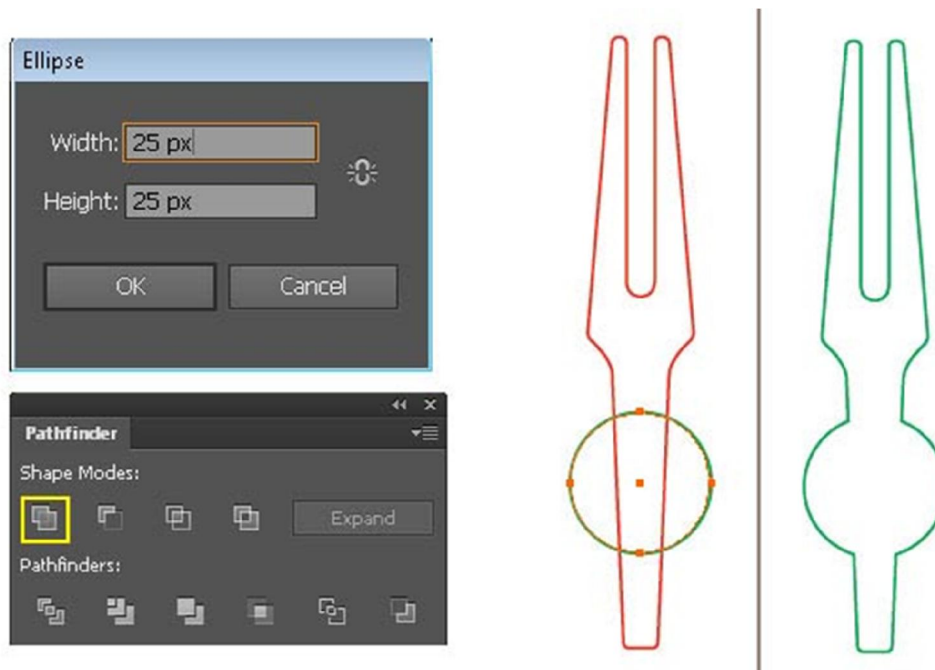 Ellipse
Width: 25 px
Height: 25 px
OK Cancel
Pathfinder
Shape Modes:
Expand
Pathfinders: